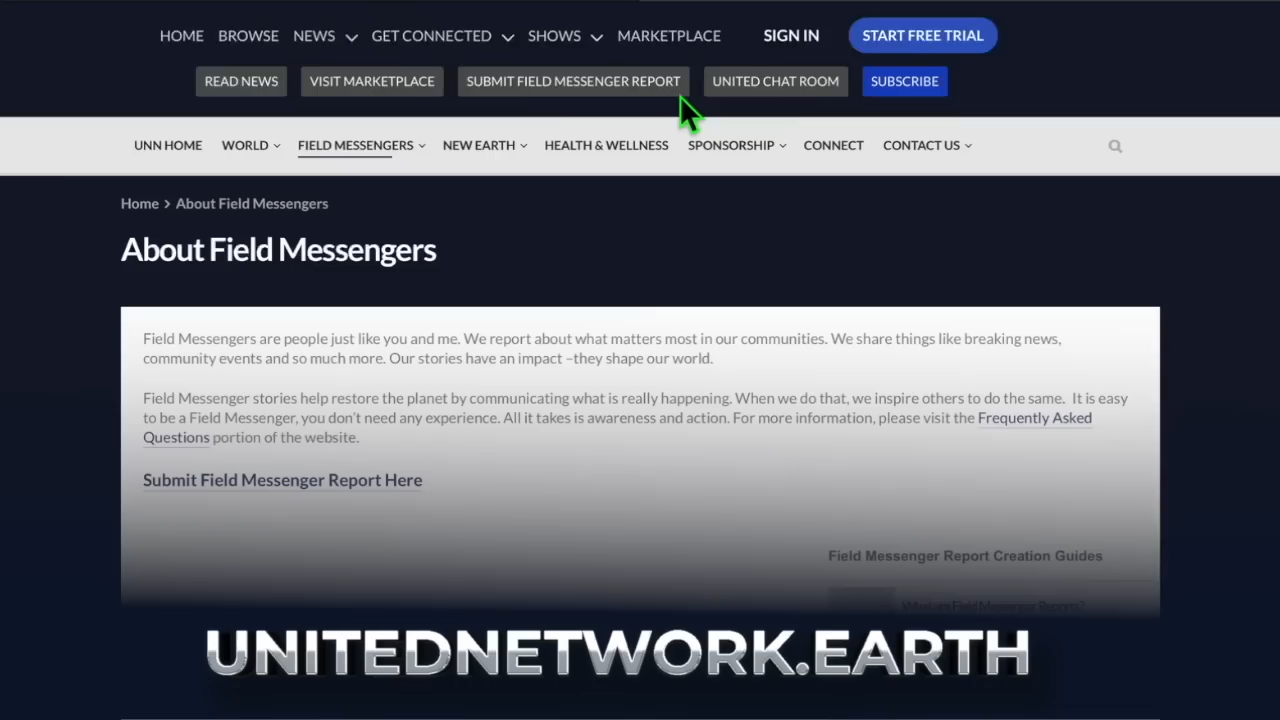 HOME BROWSE NEWS GET CONNECTED SHOWS MARKETPLACE SIGN IN START FREE TRIAL
READ NEWS VISIT MARKETPLACE SUBMIT FIELD MESSENGER REPORT UNITED CHAT ROOM SUBSCRIBE
UNN HOME WORLD FIELD MESSENGERS NEW EARTH HEALTH & WELLNESS SPONSORSHIP CONNECT CONTACT US
Home > About Field Messengers
About Field Messengers
Field Messengers are people just like you and me. We report about what matters most in our communities. We share things like breaking news,
community events and so much more. Our stories have an impact –they shape our world.
Field Messenger stories help restore the planet by communicating what is really happening. When we do that, we inspire others to do the same. It is easy
to be a Field Messenger, you don't need any experience. All it takes is awareness and action. For more information, please visit the Frequently Asked
Questions portion of the website.
Submit Field Messenger Report Here
Field Messenger Report Creation Guides
What are Field Messenger Reports?
UNITEDNETWORK.EARTH